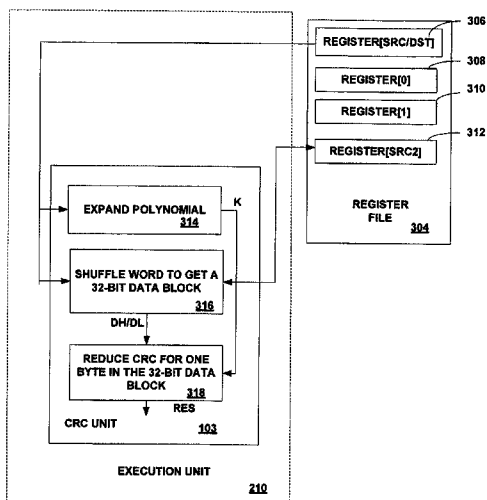 306
REGISTER[SRC/DST]
308
REGISTER[0]
310
REGISTER[1]
312
REGISTER[SRC2]
REGISTER
FILE
304
EXPAND POLYNOMIAL
314
K
SHUFFLE WORD TO GET A
32-BIT DATA BLOCK
316
DH/DL
REDUCE CRC FOR ONE
BYTE IN THE 32-BIT DATA
BLOCK
318
RES
CRC UNIT
103
EXECUTION UNIT
210